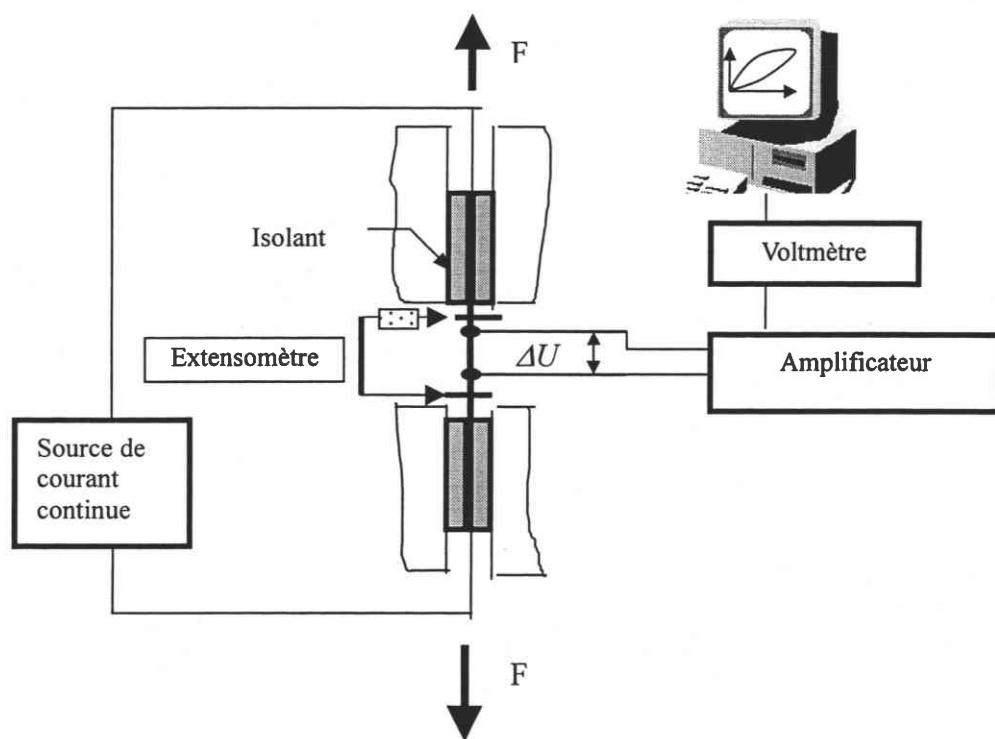 F
Isolant
Voltmètre
Extensomètre
ΔU
Amplificateur
Source de
courant
continue
F